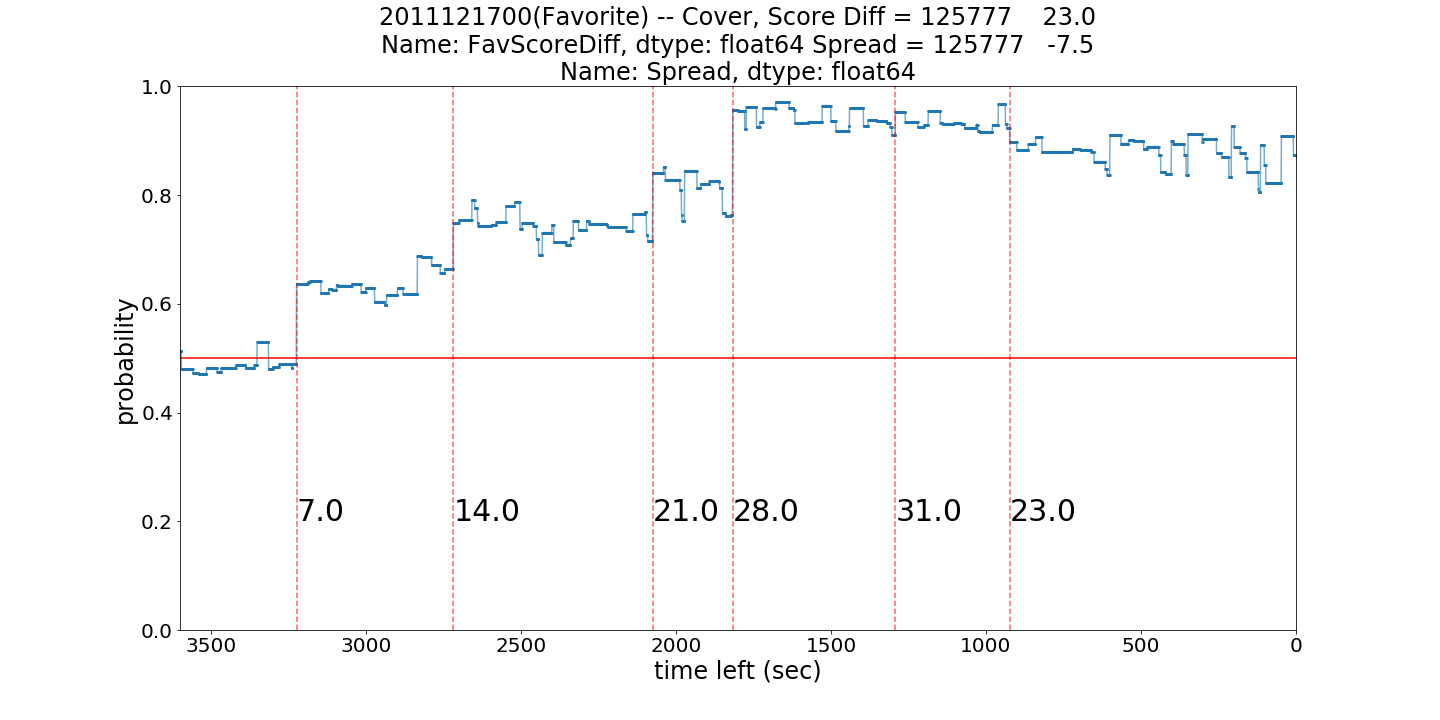 2011121700(Favorite) -- Cover, Score Diff = 125777    23.0
Name: FavScoreDiff, dtype: float64 Spread = 125777   -7.5
Name: Spread, dtype: float64
1.0
0.8
0.6
0.4
0.2
0.0
probability
7.0 14.0 21.0 28.0 31.0 23.0
3500 3000 2500 2000 1500 1000 500 0
time left (sec)